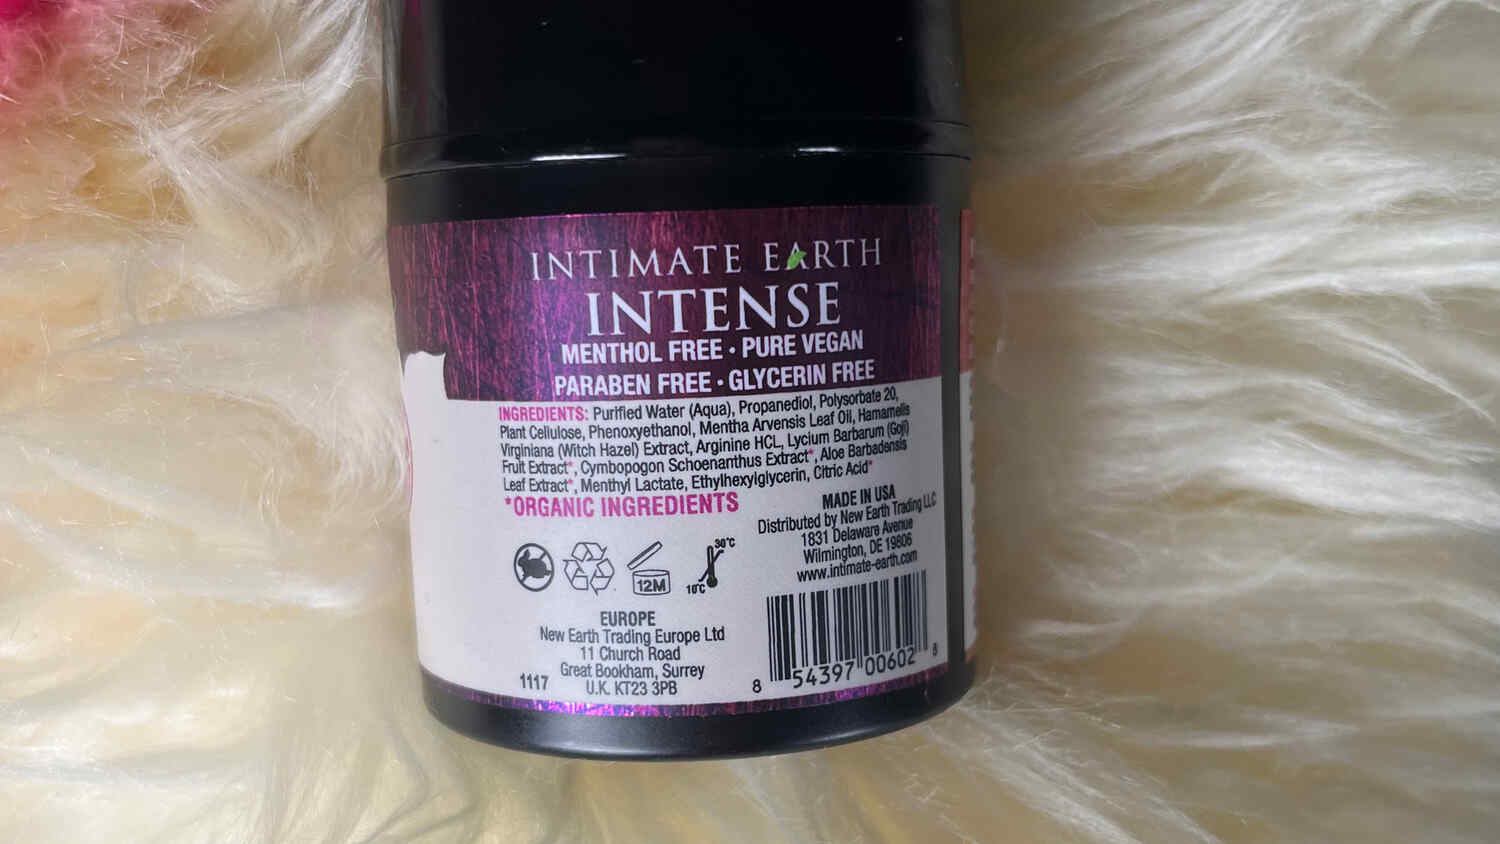 INTIMATE EARTH
INTENSE
MENTHOL FREE • PURE VEGAN
PARABEN FREE • GLYCERIN FREE
INGREDIENTS: Purified Water (Aqua), Propanediol, Polysorbate 20,
Plant Cellulose, Phenoxyethanol, Mentha Arvensis Leaf Oil, Hamamelis
Virginiana (Witch Hazel) Extract, Arginine HCL, Lycium Barbarum (Goji)
Fruit Extract*, Cymbopogon Schoenanthus Extract*, Aloe Barbadensis
Leaf Extract*, Menthyl Lactate, Ethylhexylglycerin, Citric Acid*
*ORGANIC INGREDIENTS
MADE IN USA
Distributed by New Earth Trading LLC
1831 Delaware Avenue
Wilmington, DE 19806
www.intimate-earth.com
12M
30°C
10°C
EUROPE
New Earth Trading Europe Ltd
11 Church Road
Great Bookham, Surrey
U.K. KT23 3PB
1117
8 54397 00602 8